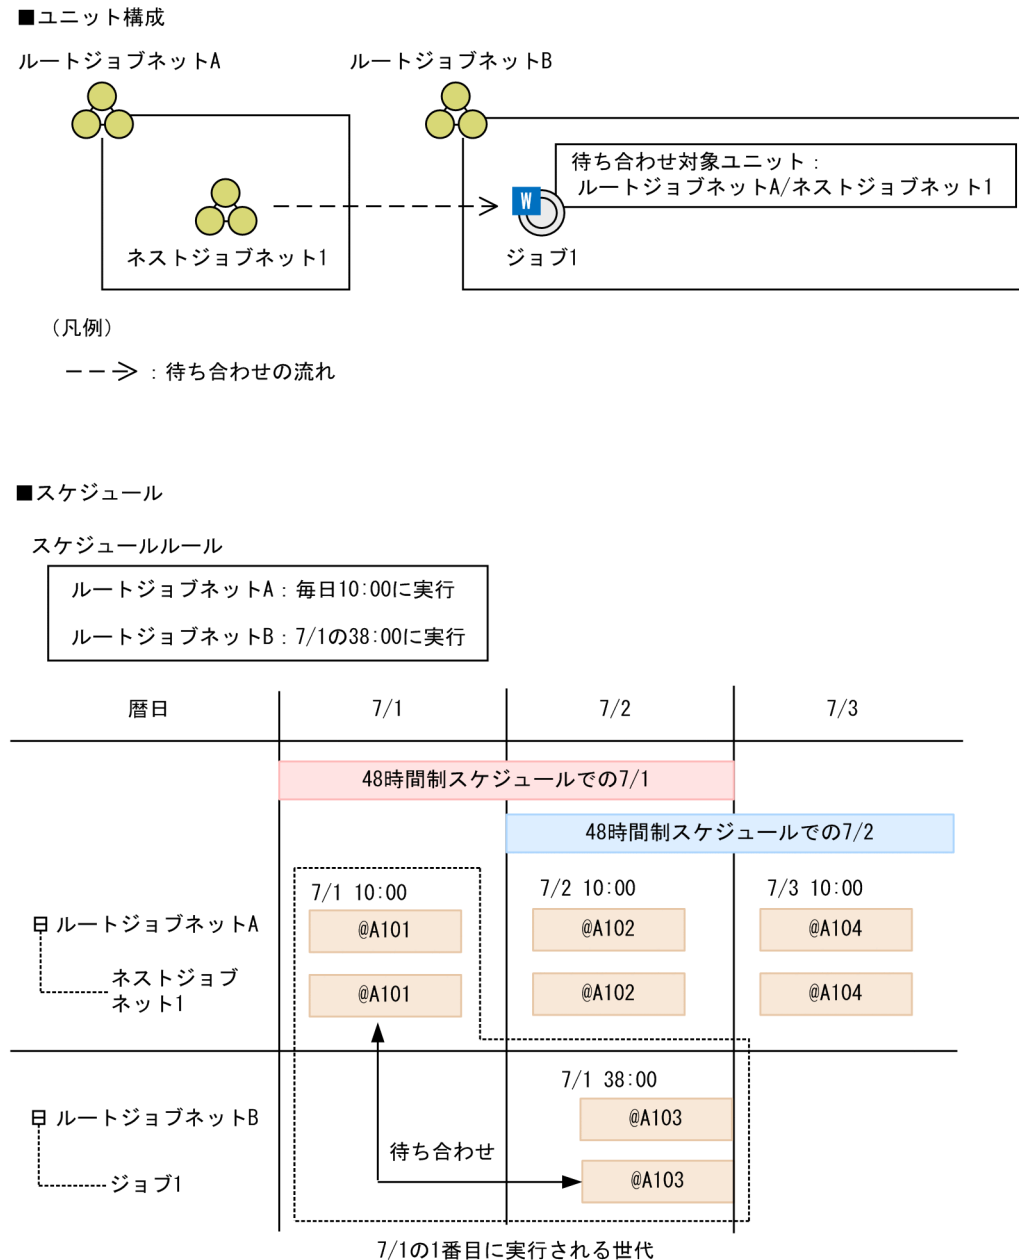 ■ユニット構成
ルートジョブネットA
ルートジョブネットB
待ち合わせ対象ユニット：
ルートジョブネットA/ネストジョブネット1
W
ネストジョブネット1
ジョブ1
（凡例）
：待ち合わせの流れ
■スケジュール
スケジュールルール
ルートジョブネットA：毎日10:00に実行
ルートジョブネットB：7/1の38:00に実行
暦日
7/1
7/2
7/3
48時間制スケジュールでの7/1
48時間制スケジュールでの7/2
7/1 10:00
7/2 10:00
7/3 10:00
ルートジョブネットA
@A101
@A102
@A104
ネストジョブ
ネット1
@A101
@A102
@A104
7/1 38:00
ルートジョブネットB
@A103
待ち合わせ
ジョブ1
@A103
7/1の1番目に実行される世代